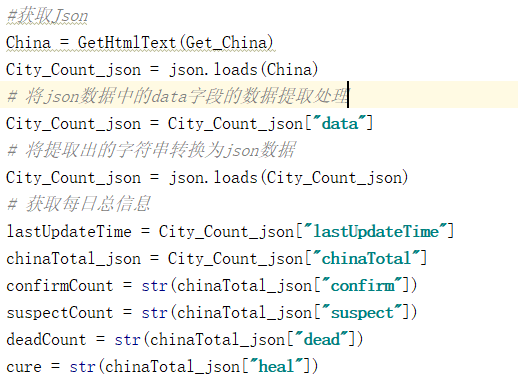 #获取Json
China = GetHtmlText(Get_China)
City_Count_json = json.loads(China)
# 将json数据中的data字段的数据提取处理
City_Count_json = City_Count_json["data"]
# 将提取出的字符串转换为json数据
City_Count_json = json.loads(City_Count_json)
# 获取每日总信息
lastUpdateTime = City_Count_json["lastUpdateTime"]
chinaTotal_json = City_Count_json["chinaTotal"]
confirmCount = str(chinaTotal_json["confirm"])
suspectCount = str(chinaTotal_json["suspect"])
deadCount = str(chinaTotal_json["dead"])
cure = str(chinaTotal_json["heal"])